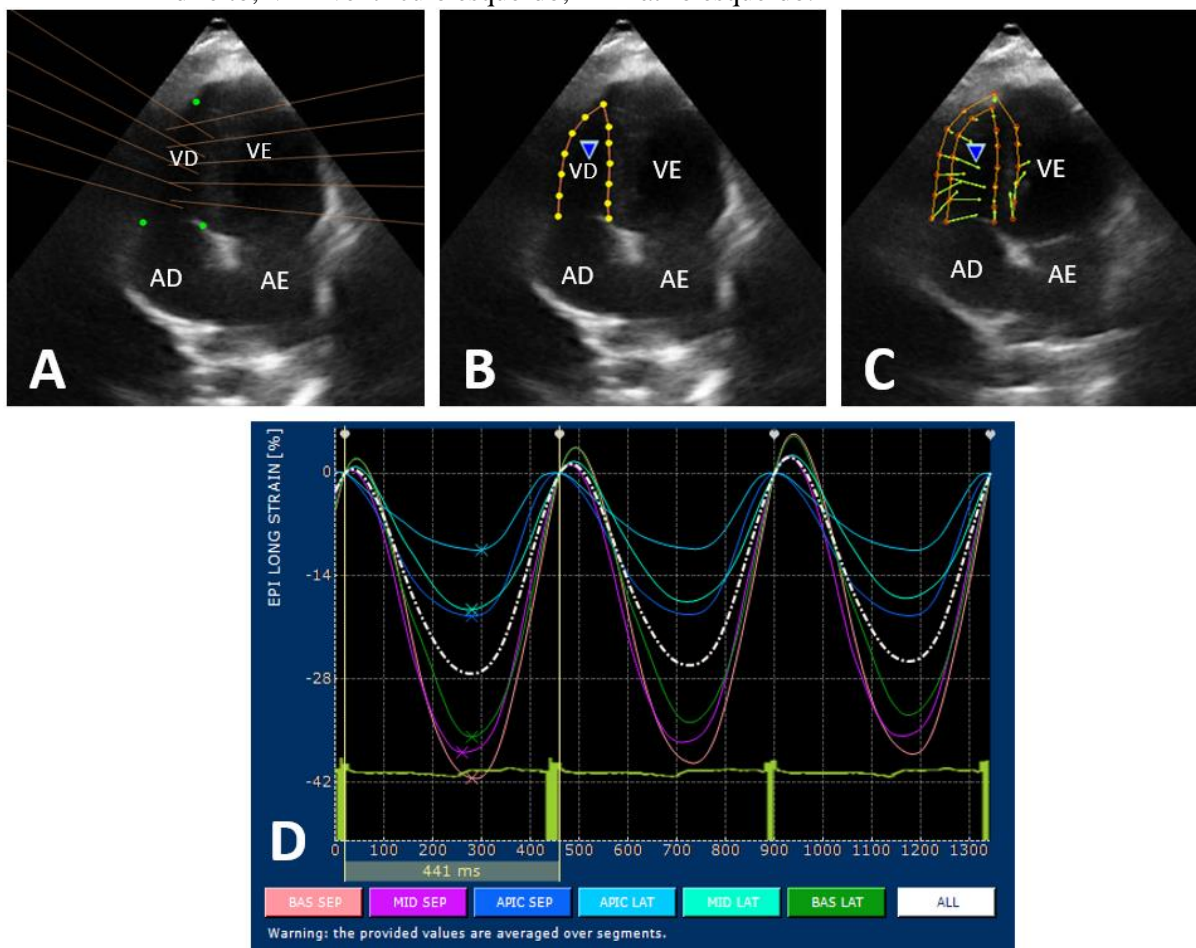 VD VE
AD AE
A
VD VE
AD AE
B
VE
AD AE
C
EPI LONG STRAIN [%]
0
-14
-28
-42
D
0 100 200 300 400 500 600 700 800 900 1000 1100 1200 1300
441 ms
BAS SEP MID SEP APIC SEP APIC LAT MID LAT BAS LAT ALL
Warning: the provided values are averaged over segments.